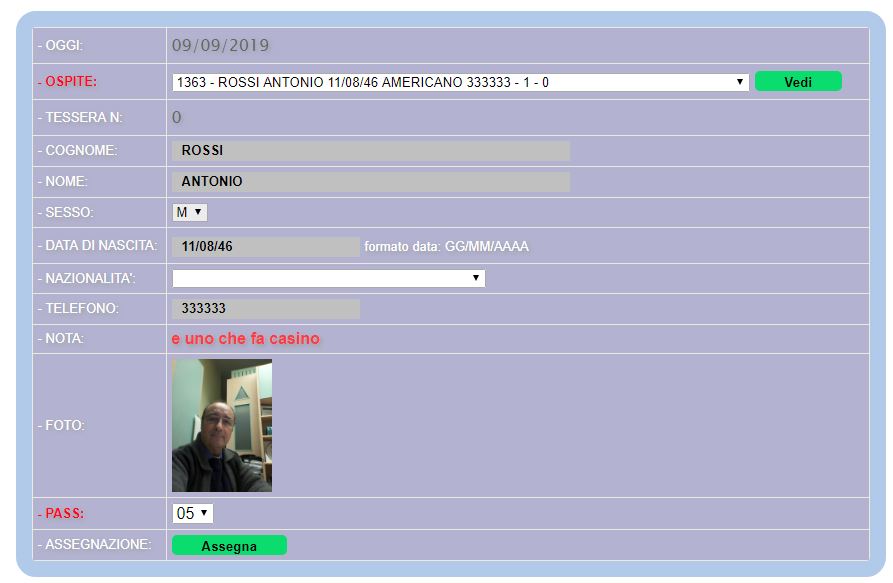 - OGGI: 09/09/2019
- OSPITE: 1363 - ROSSI ANTONIO 11/08/46 AMERICANO 333333 - 1 - 0 Vedi
- TESSERA N: 0
- COGNOME: ROSSI
- NOME: ANTONIO
- SESSO: M
- DATA DI NASCITA: 11/08/46 formato data: GG/MM/AAAA
- NAZIONALITA':
- TELEFONO: 333333
- NOTA: e uno che fa casino
- FOTO:
- PASS: 05
- ASSEGNAZIONE: Assegna